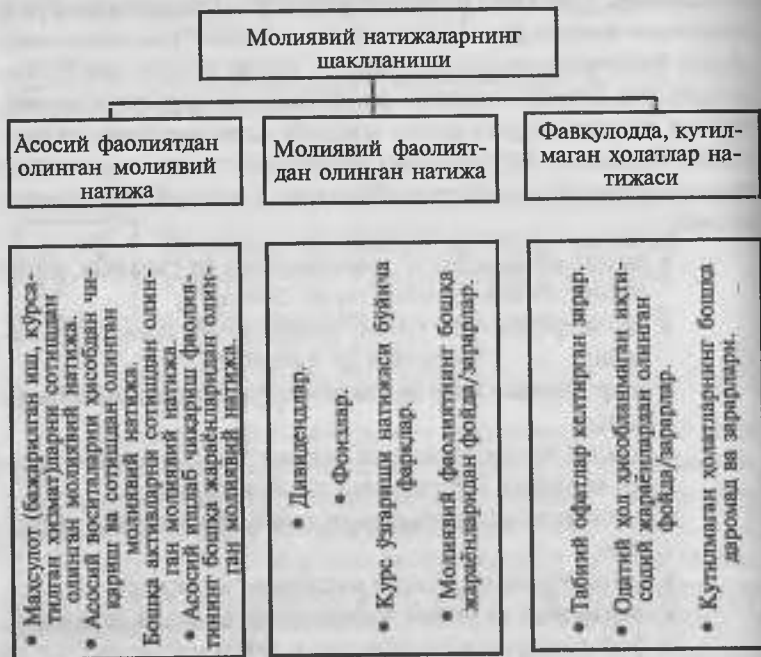 Молиявий натижаларнинг
шаклланиши
Асосий фаолиятдан
олинган молиявий
натижа
Молиявий фаолият-
дан олинган натижа
Фавқулодда, кутил-
маган ҳолатлар на-
тижаси
• Маҳсулот (бажарилган иш, кўрса-
тилган хизмат)ларни сотишдан
олинган молиявий натижа.
• Асосий воситаларни ҳисобдан чи-
қариш ва сотишдан олинган
молиявий натижа.
Бошқа активларни сотишдан олин-
ган молиявий натижа.
• Асосий ишлаб чиқариш фаолия-
тининг бошқа жараёнларидан олин-
ган молиявий натижа.
• Дивидендлар.
• Фоизлар.
• Курс ўзгариши натижаси бўйича
фарқлар.
• Молиявий фаолиятнинг бошқа
жараёнларидан фойда/зарарлар.
• Табиий офатлар келтирган зарар.
• Одатий ҳол ҳисобланмаган иқти-
содий жараёнлардан олинган
фойда/зарарлар.
• Кутилмаган ҳолатларнинг бошқа
даромад ва зарарлари.